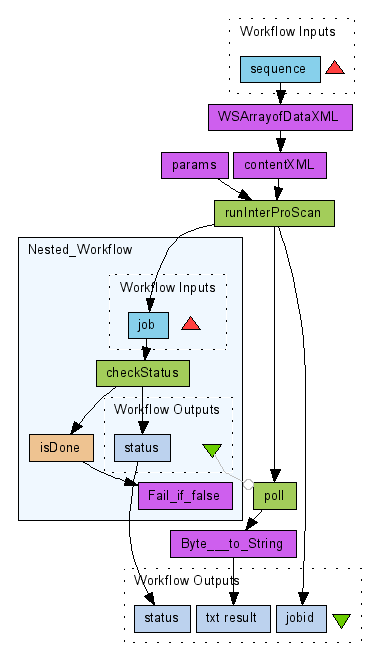 Workflow Inputs
sequence
WSArrayofDataXML
params
contentXML
runInterProScan
Nested_Workflow
Workflow Inputs
job
checkStatus
Workflow Outputs
isDone
status
Fail_if_false
poll
Byte___to_String
Workflow Outputs
status
txt result
jobid